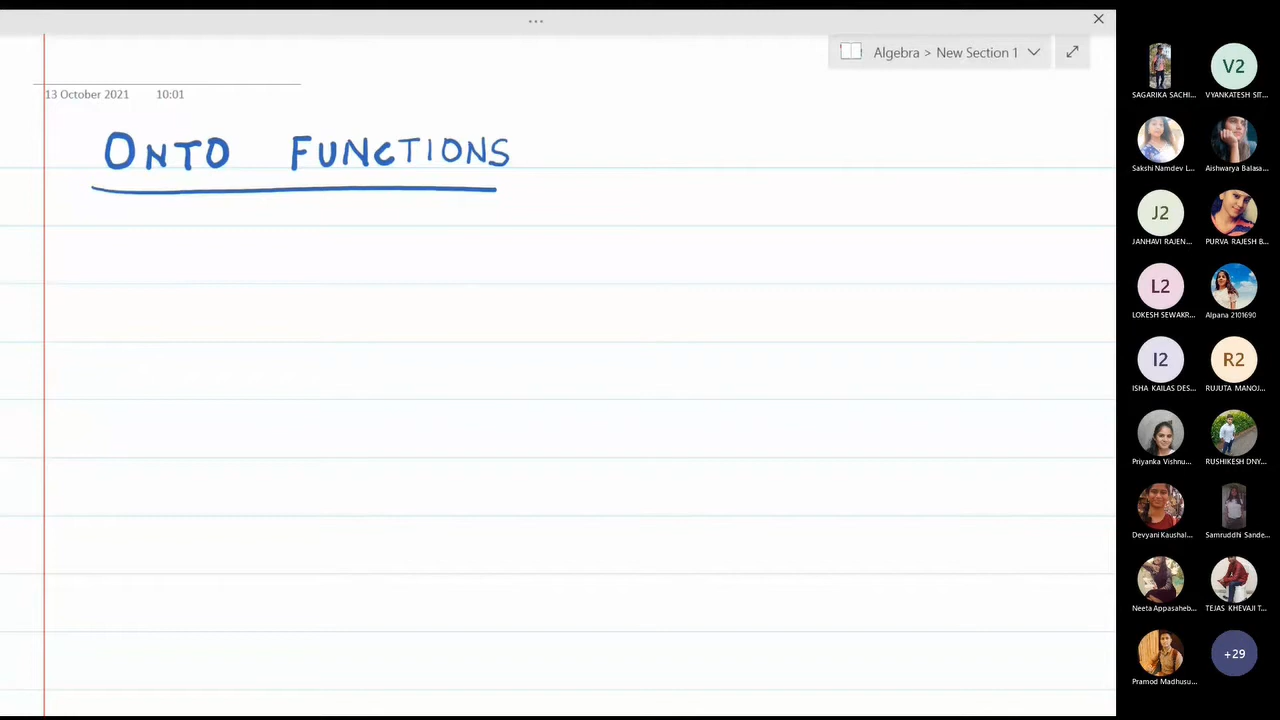 Algebra > New Section 1
13 October 2021 10:01
ONTO FUNCTIONS
SAGARIKA SACHI...
V2
VYANKATESH SIT...
Sakshi Namdev L...
Aishwarya Balasa...
J2
JANHAVI RAJEN...
PURVA RAJESH B...
L2
LOKESH SEWAKR...
Alpana 2101690
I2
ISHA KAILAS DES...
R2
RUJUTA MANOJ...
Priyanka Vishnu...
RUSHIKESH DNY...
Devyani Kaushal...
Samruddhi Sande...
Neeta Appasaheb...
TEJAS KHEVAJI T...
Pramod Madhusu...
+29